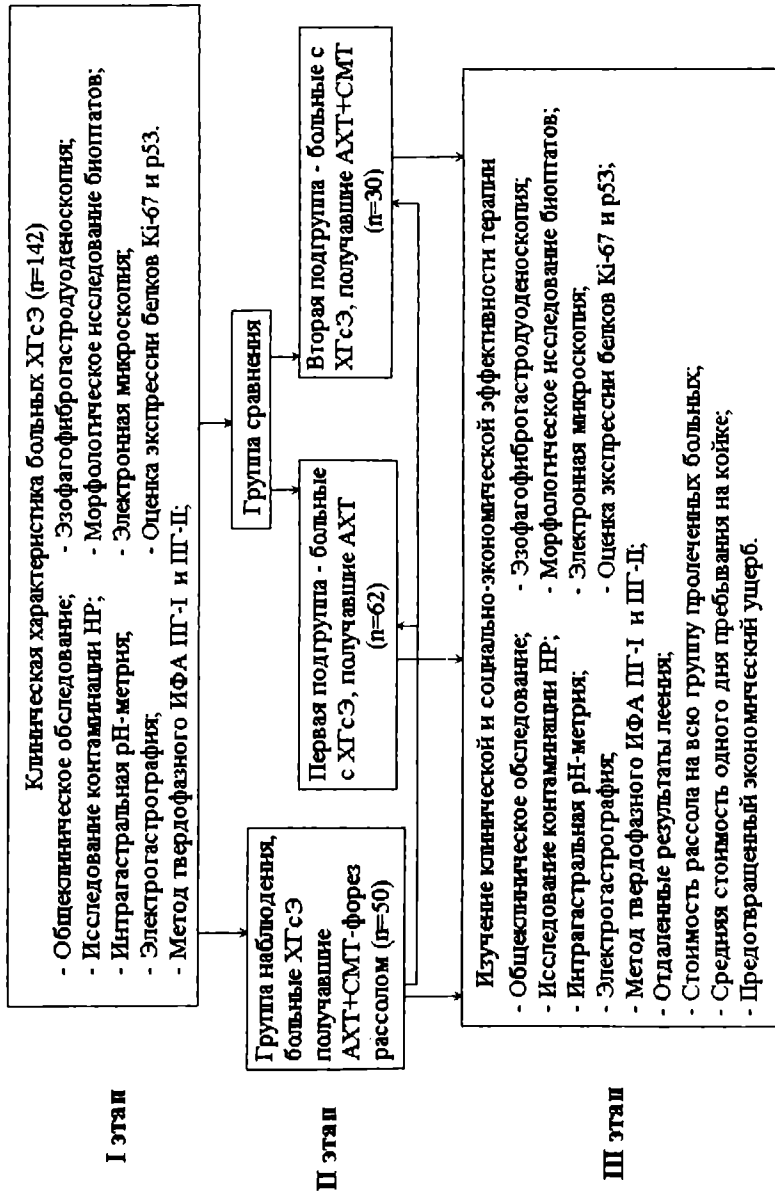 I этап
Клиническая характеристика больных ХГсЭ (n=142)
- Общеклиническое обследование;
- Исследование контаминации HP;
- Интрагастральная pH-метрия;
- Электрогастрография;
- Метод твердофазного ИФА ПГ-I и ПГ-II;
- Эзофагофиброгастродуоденоскопия;
- Морфологическое исследование биоптатов;
- Электронная микроскопия;
- Оценка экспрессии белков Ki-67 и p53.
II этап
Группа наблюдения,
больные ХГсЭ
получавшие
АХТ+СМТ-форез
рассолом (n=50)
Группа сравнения
Первая подгруппа - больные
с ХГсЭ, получавшие АХТ
(n=62)
Вторая подгруппа - больные с
ХГсЭ, получавшие АХТ+СМТ
(n=30)
III этап
Изучение клинической и социально-экономической эффективности терапии
- Общеклиническое обследование;
- Исследование контаминации HP;
- Интрагастральная pH-метрия;
- Электрогастрография;
- Метод твердофазного ИФА ПГ-I и ПГ-II;
- Отдаленные результаты леения;
- Стоимость рассола на всю группу пролеченных больных;
- Средняя стоимость одного дня пребывания на койке;
- Предотвращенный экономический ущерб.
- Эзофагофиброгастродуоденоскопия;
- Морфологическое исследование биоптатов;
- Электронная микроскопия;
- Оценка экспрессии белков Ki-67 и p53;